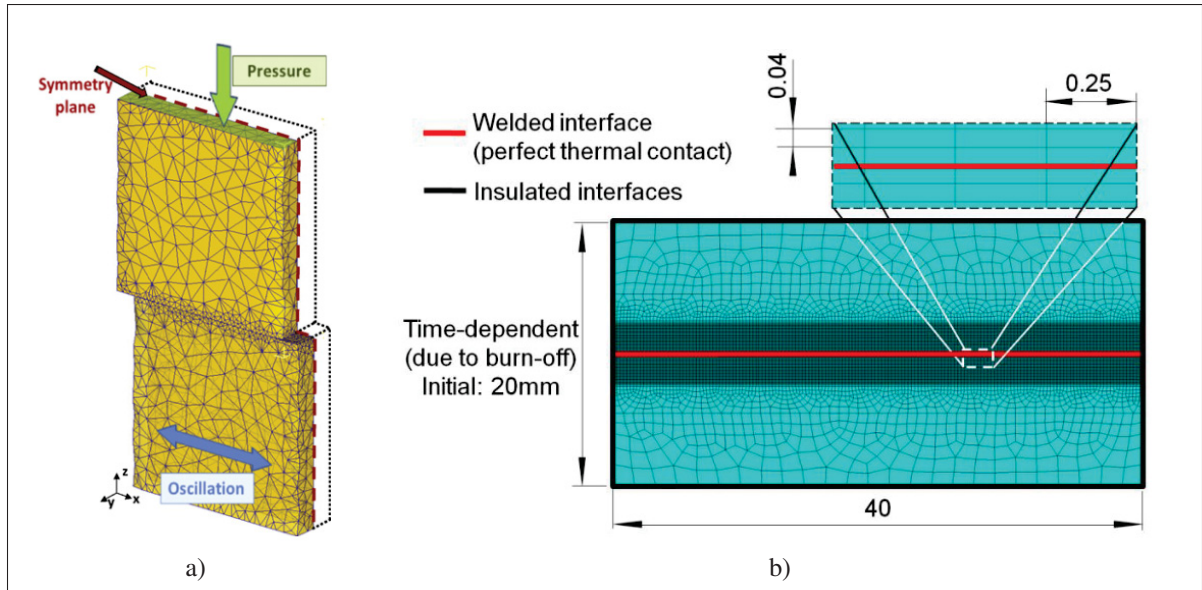 Symmetry
plane
Pressure
Oscillation
z
y
x
a)
Welded interface
(perfect thermal contact)
Insulated interfaces
0.04
0.25
Time-dependent
(due to burn-off)
Initial: 20mm
40
b)